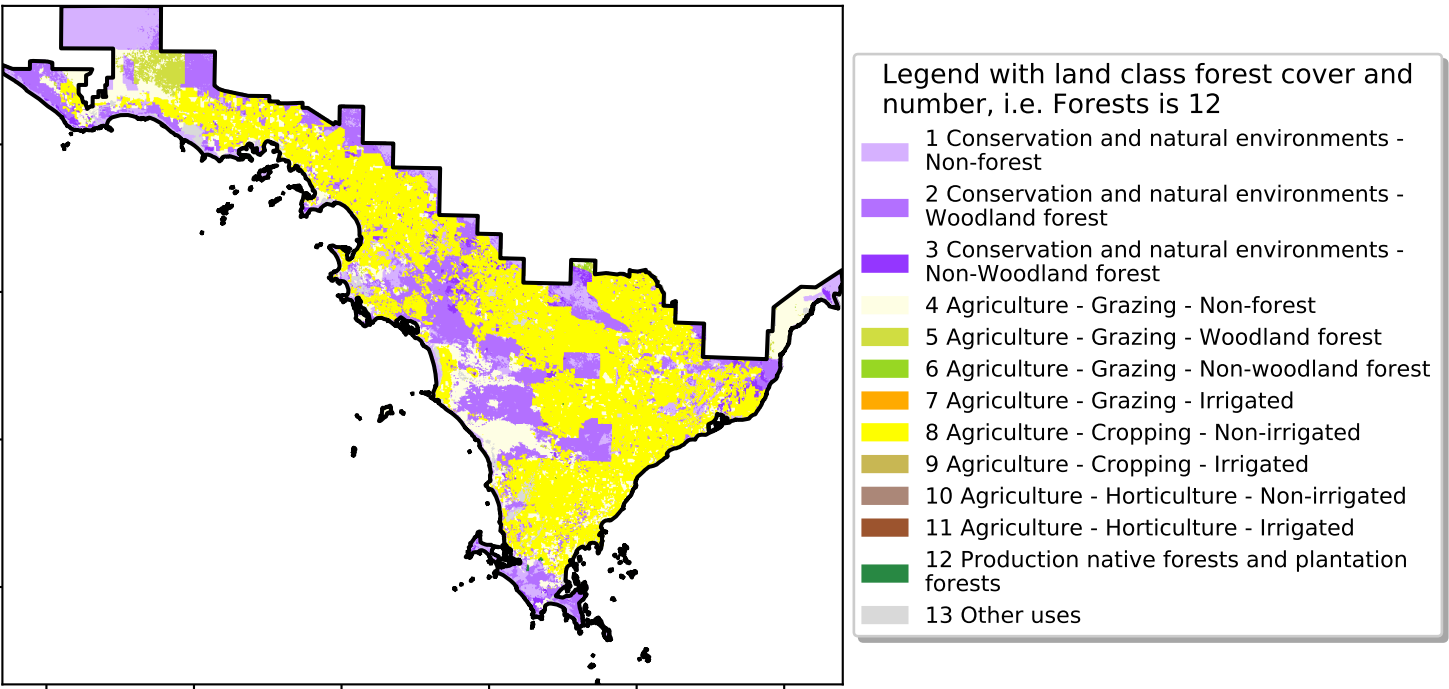 Legend with land class forest cover and
number, i.e. Forests is 12
1 Conservation and natural environments -
Non-forest
2 Conservation and natural environments -
Woodland forest
3 Conservation and natural environments -
Non-Woodland forest
4 Agriculture - Grazing - Non-forest
5 Agriculture - Grazing - Woodland forest
6 Agriculture - Grazing - Non-woodland forest
7 Agriculture - Grazing - Irrigated
8 Agriculture - Cropping - Non-irrigated
9 Agriculture - Cropping - Irrigated
10 Agriculture - Horticulture - Non-irrigated
11 Agriculture - Horticulture - Irrigated
12 Production native forests and plantation
forests
13 Other uses